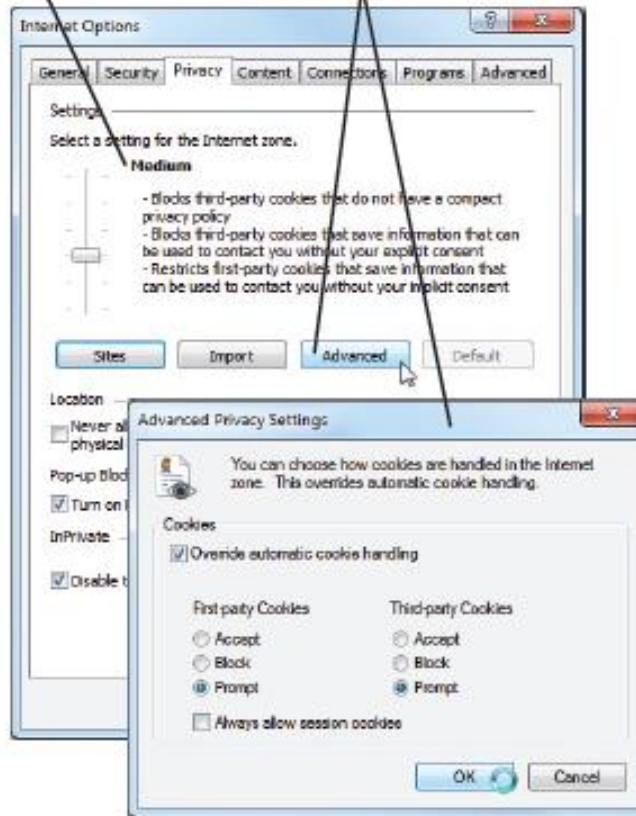 Internet Options
General Security Privacy Content Connections Programs Advanced
Settings
Select a setting for the Internet zone.
Medium
- Blocks third-party cookies that do not have a compact
privacy policy
- Blocks third-party cookies that save information that can
be used to contact you without your explicit consent
- Restricts first-party cookies that save information that
can be used to contact you without your implicit consent
Sites Import Advanced Default
Location
Never al
physical
Pop-up Block
Turn on
InPrivate
Disable t
Advanced Privacy Settings
You can choose how cookies are handled in the Internet
zone. This overrides automatic cookie handling.
Cookies
Override automatic cookie handling
First-party Cookies Third-party Cookies
Accept Accept
Block Block
Prompt Prompt
Always allow session cookies
OK Cancel